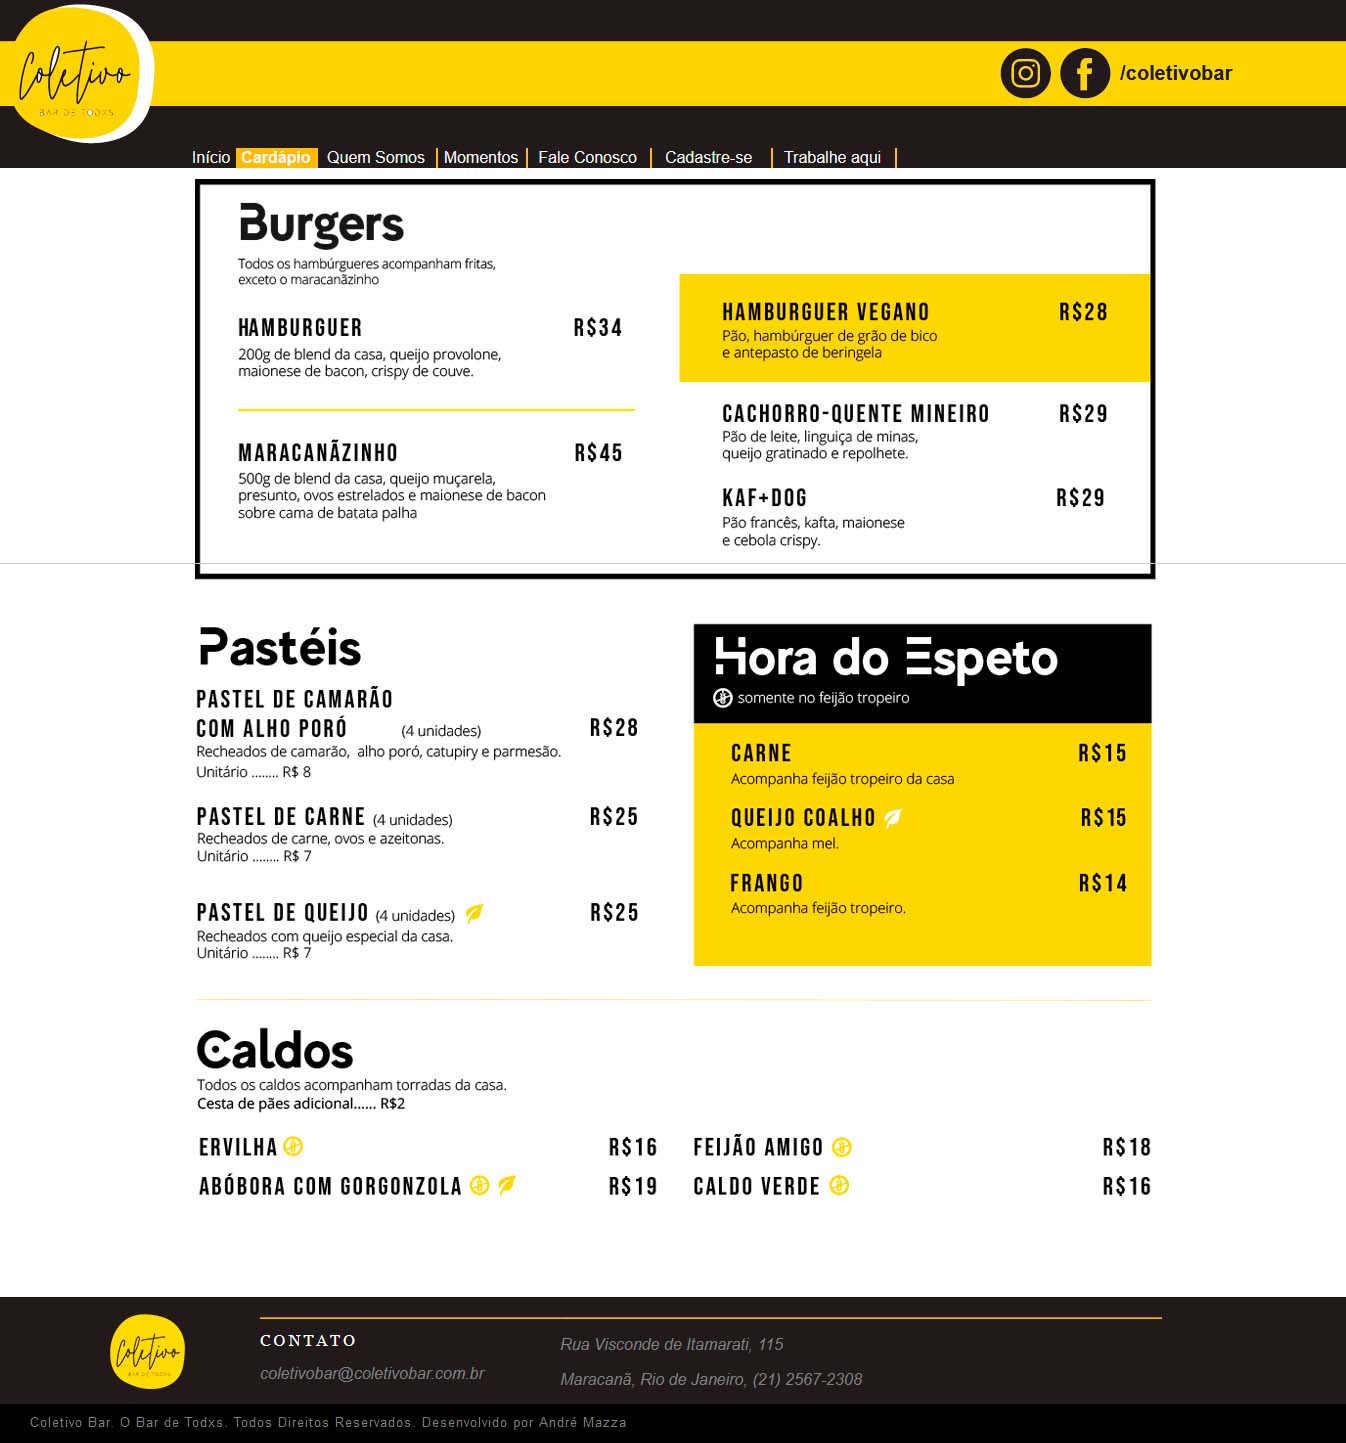 Coletivo
BAR DE TODXS
/coletivobar
Início Cardápio Quem Somos Momentos Fale Conosco Cadastre-se Trabalhe aqui
Burgers
Todos os hambúrgueres acompanham fritas,
exceto o maracanãzinho
HAMBURGUER R$34
200g de blend da casa, queijo provolone,
maionese de bacon, crispy de couve.
MARACANÃZINHO R$45
500g de blend da casa, queijo muçarela,
presunto, ovos estrelados e maionese de bacon
sobre cama de batata palha
HAMBURGUER VEGANO R$28
Pão, hambúrguer de grão de bico
e antepasto de beringela
CACHORRO-QUENTE MINEIRO R$29
Pão de leite, linguiça de minas,
queijo gratinado e repolhete.
KAF+DOG R$29
Pão francês, kafta, maionese
e cebola crispy.
Pastéis
PASTEL DE CAMARÃO
COM ALHO PORÓ (4 unidades) R$28
Recheados de camarão, alho poró, catupiry e parmesão.
Unitário ........ R$ 8
PASTEL DE CARNE (4 unidades) R$25
Recheados de carne, ovos e azeitonas.
Unitário ........ R$ 7
PASTEL DE QUEIJO (4 unidades) R$25
Recheados com queijo especial da casa.
Unitário ........ R$ 7
Hora do Espeto
somente no feijão tropeiro
CARNE R$15
Acompanha feijão tropeiro da casa
QUEIJO COALHO R$15
Acompanha mel.
FRANGO R$14
Acompanha feijão tropeiro.
Caldos
Todos os caldos acompanham torradas da casa.
Cesta de pães adicional...... R$2
ERVILHA R$16
ABÓBORA COM GORGONZOLA R$19
FEIJÃO AMIGO R$18
CALDO VERDE R$16
Coletivo
BAR DE TODXS
CONTATO
coletivobar@coletivobar.com.br
Rua Visconde de Itamarati, 115
Maracanã, Rio de Janeiro, (21) 2567-2308
Coletivo Bar. O Bar de Todxs. Todos Direitos Reservados. Desenvolvido por André Mazza